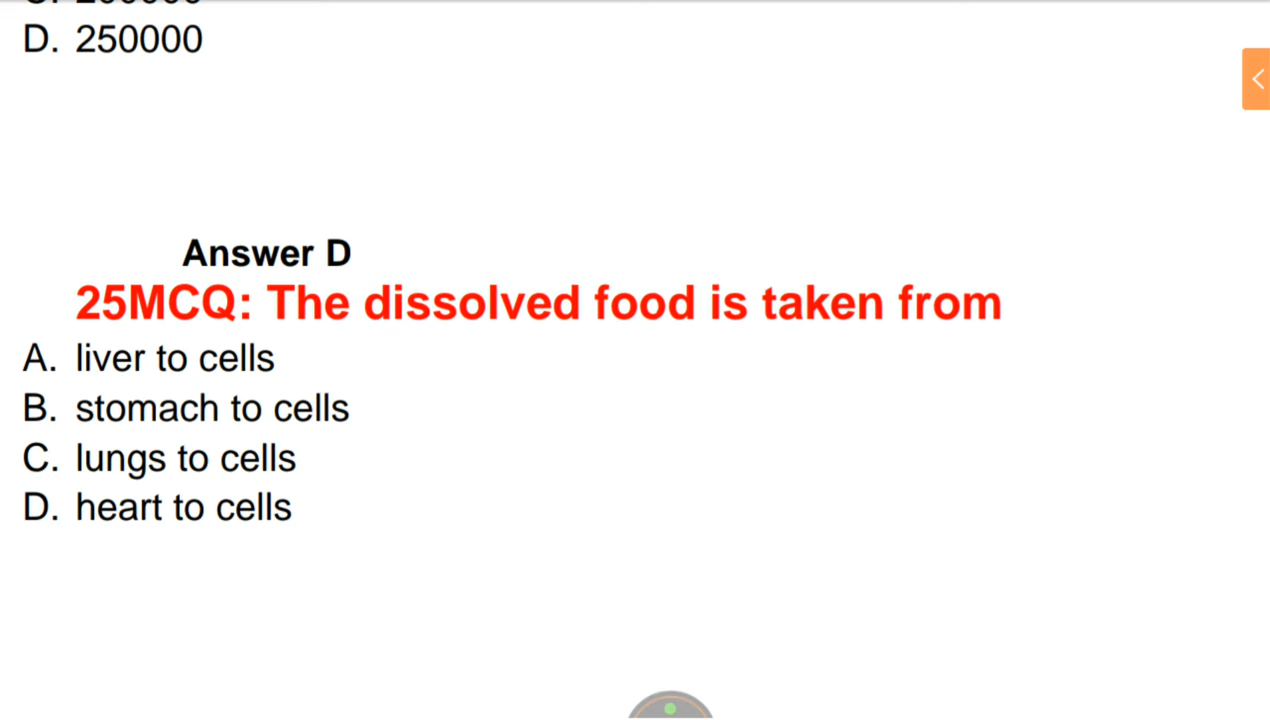 D. 250000
Answer D
25MCQ: The dissolved food is taken from
A. liver to cells
B. stomach to cells
C. lungs to cells
D. heart to cells